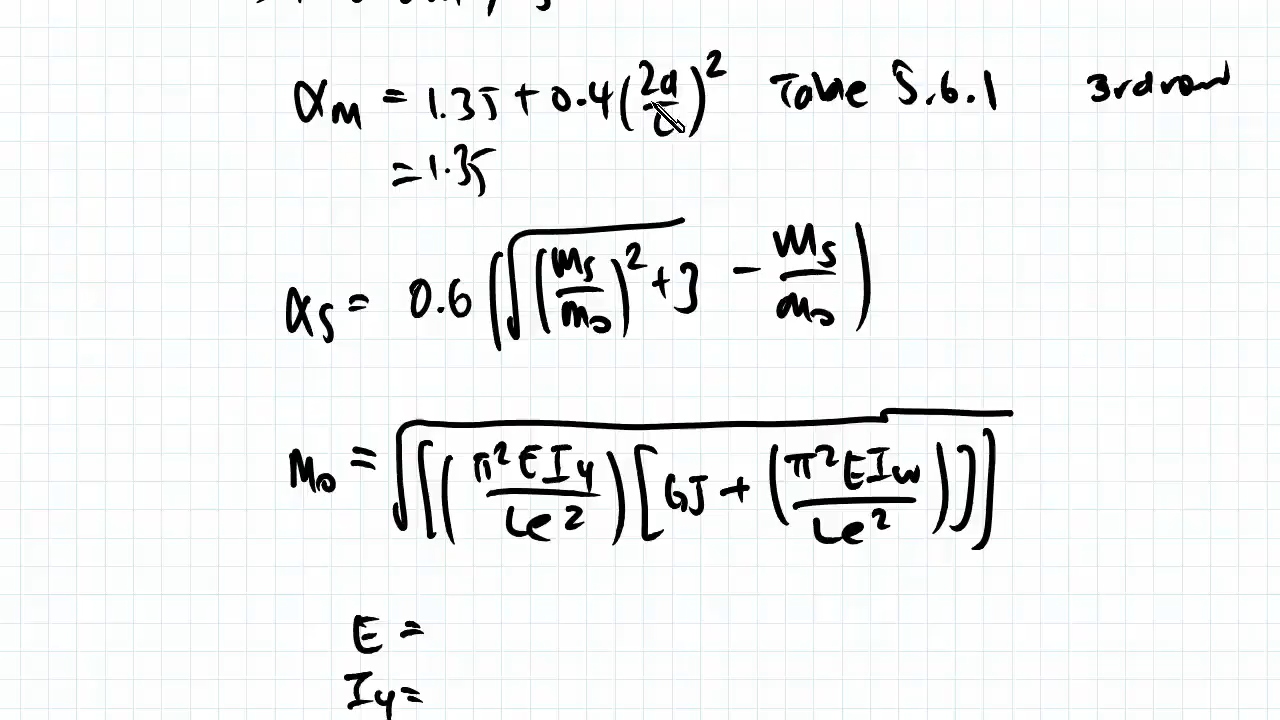 αm = 1.35 + 0.4(2a/L)² Table 5.6.1 3rd row
= 1.35
αs = 0.6(√(Ms/Mo)² + 3 − Ms/Mo)
Mo = √[(π²EIy/Le²)[GJ + (π²EIw/Le²)]]
E =
Iy =